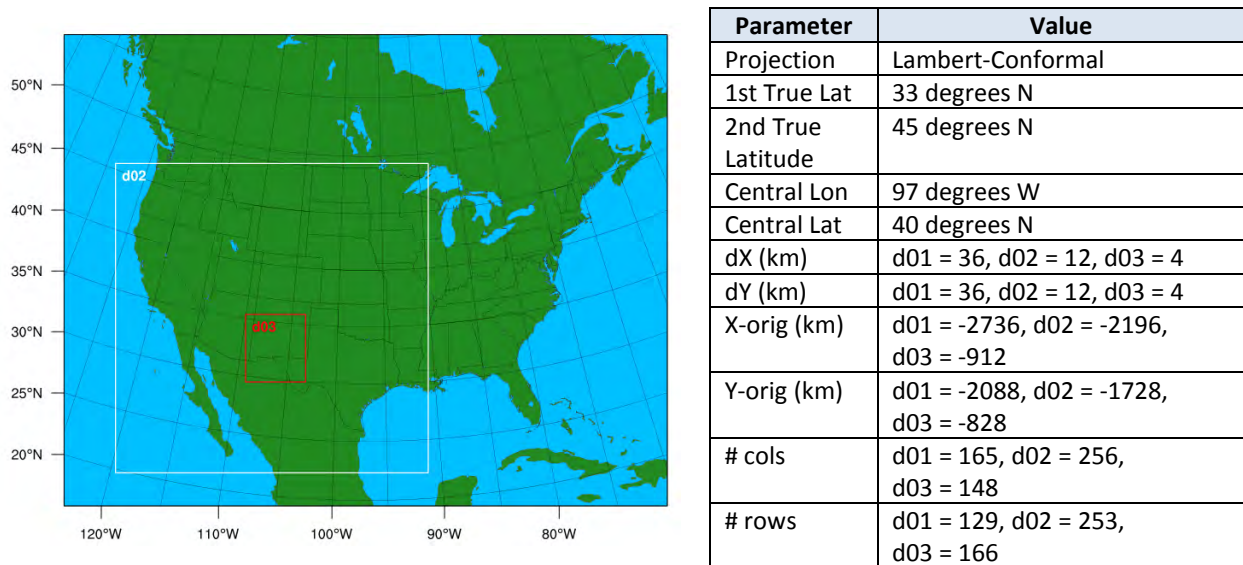 50°N
45°N
40°N
35°N
30°N
25°N
20°N
120°W 110°W 100°W 90°W 80°W
d02
d03
Parameter Value
Projection Lambert-Conformal
1st True Lat 33 degrees N
2nd True 45 degrees N
Latitude
Central Lon 97 degrees W
Central Lat 40 degrees N
dX (km) d01 = 36, d02 = 12, d03 = 4
dY (km) d01 = 36, d02 = 12, d03 = 4
X-orig (km) d01 = -2736, d02 = -2196,
d03 = -912
Y-orig (km) d01 = -2088, d02 = -1728,
d03 = -828
# cols d01 = 165, d02 = 256,
d03 = 148
# rows d01 = 129, d02 = 253,
d03 = 166